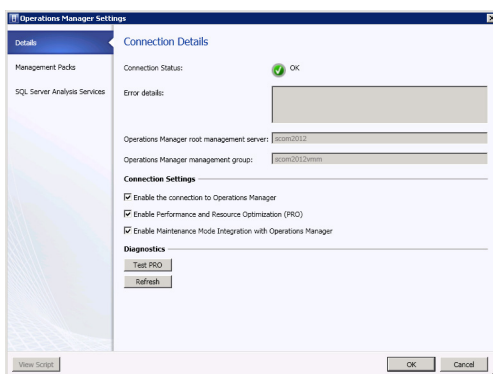 Operations Manager Settings
Details
Management Packs
SQL Server Analysis Services
Connection Details
Connection Status:
OK
Error details:
Operations Manager root management server:
scom2012
Operations Manager management group:
scom2012vmm
Connection Settings
Enable the connection to Operations Manager
Enable Performance and Resource Optimization (PRO)
Enable Maintenance Mode Integration with Operations Manager
Diagnostics
Test PRO
Refresh
View Script
OK
Cancel